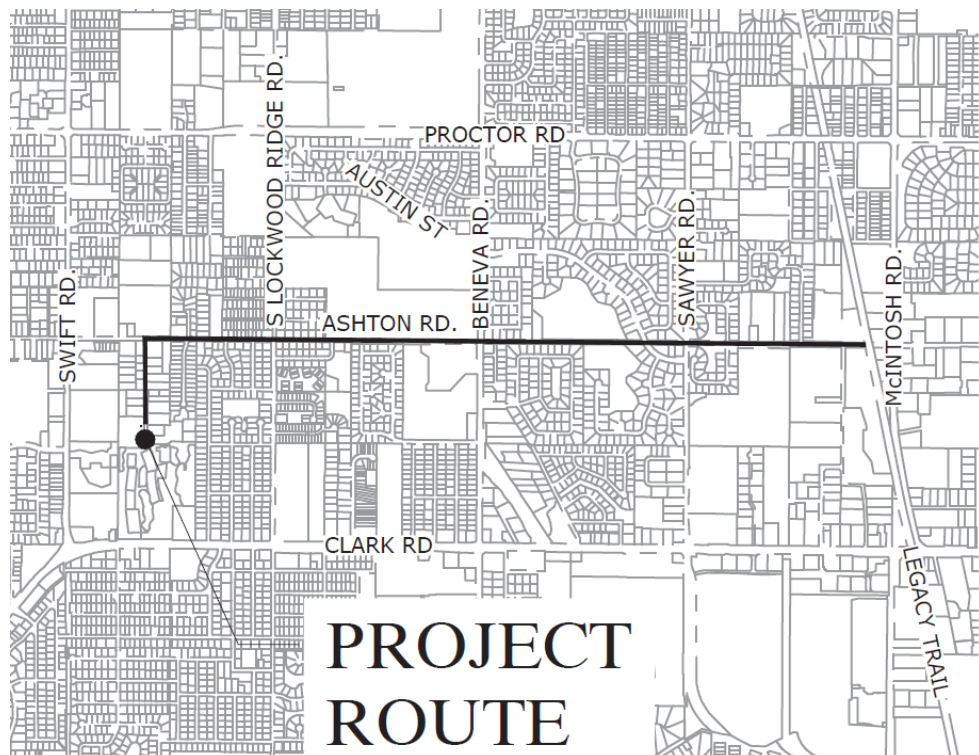 PROCTOR RD
S LOCKWOOD RIDGE RD.
AUSTIN ST
BENEVA RD.
SAWYER RD.
McINTOSH RD.
SWIFT RD.
ASHTON RD.
CLARK RD
LEGACY TRAIL
PROJECT
ROUTE